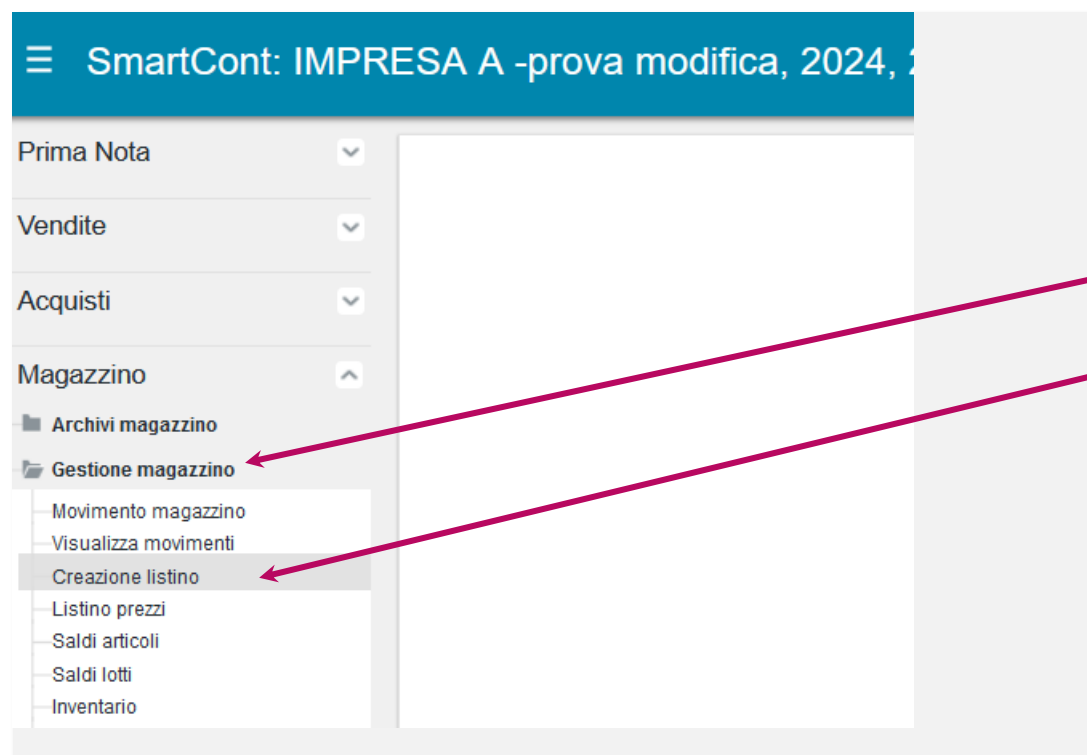 SmartCont: IMPRESA A -prova modifica, 2024,
Prima Nota
Vendite
Acquisti
Magazzino
Archivi magazzino
Gestione magazzino
Movimento magazzino
Visualizza movimenti
Creazione listino
Listino prezzi
Saldi articoli
Saldi lotti
Inventario